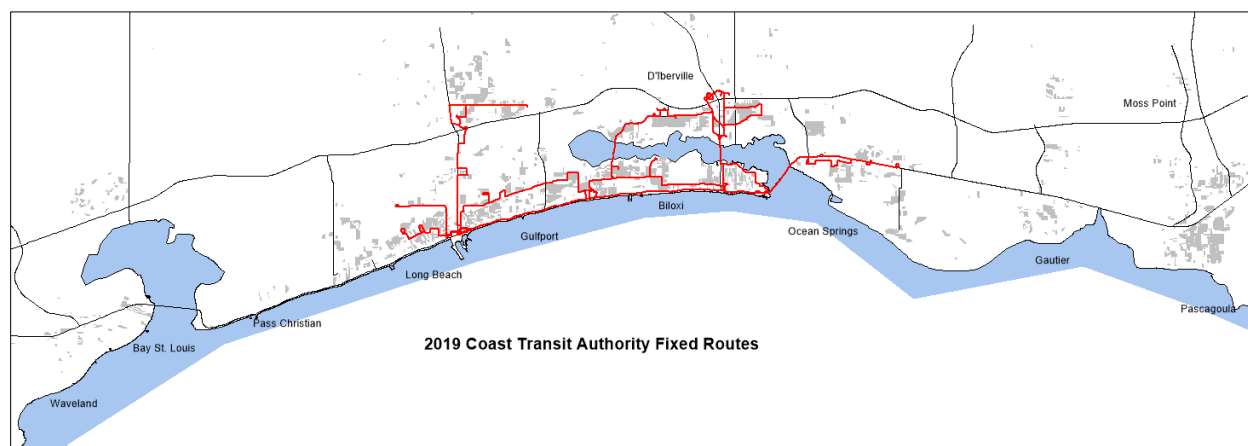 D'Iberville
Moss Point
Biloxi
Ocean Springs
Gulfport
Gautier
Long Beach
Pascagoula
Pass Christian
2019 Coast Transit Authority Fixed Routes
Bay St. Louis
Waveland